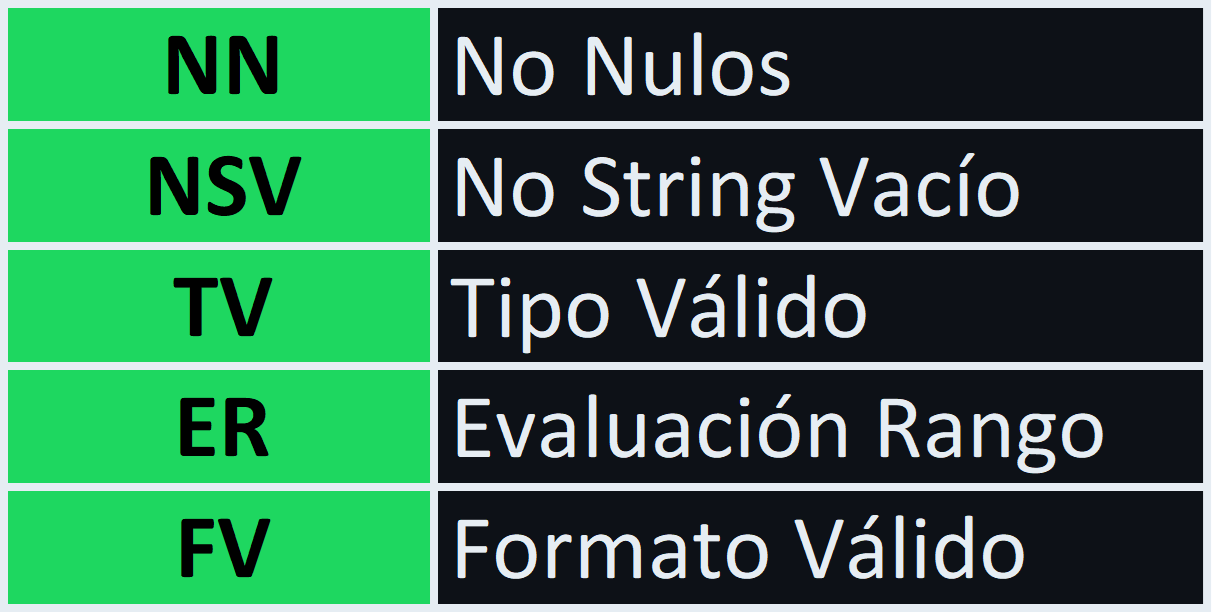 NN No Nulos
NSV No String Vacío
TV Tipo Válido
ER Evaluación Rango
FV Formato Válido